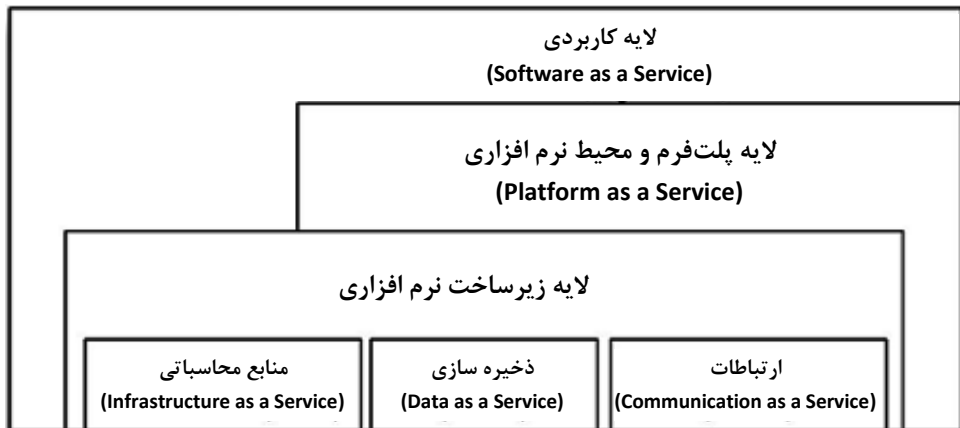 لایه کاربردی
(Software as a Service)
لایه پلت‌فرم و محیط نرم افزاری
(Platform as a Service)
لایه زیرساخت نرم افزاری
منابع محاسباتی
(Infrastructure as a Service)
ذخیره سازی
(Data as a Service)
ارتباطات
(Communication as a Service)